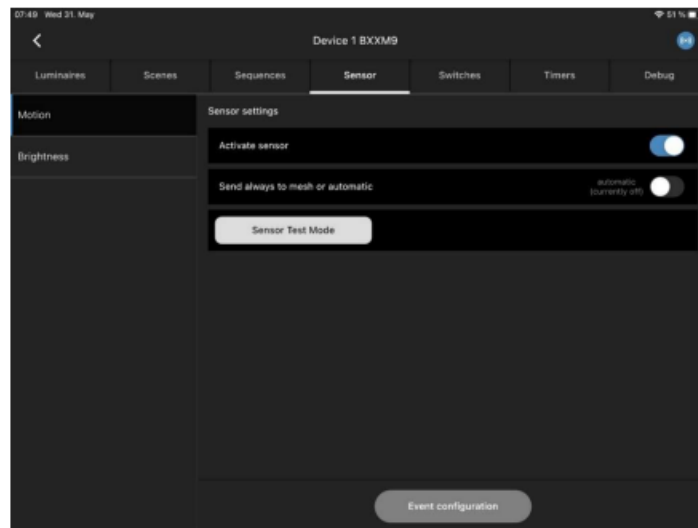 07:49 Wed 31. May
51 %
Device 1 BXXM9
Luminaires Scenes Sequences Sensor Switches Timers Debug
Motion
Brightness
Sensor settings
Activate sensor
Send always to mesh or automatic
automatic
(currently off)
Sensor Test Mode
Event configuration